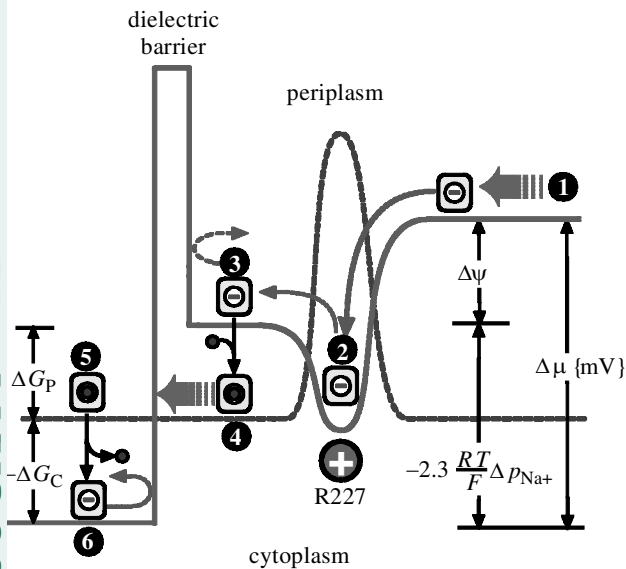 dielectric
barrier
periplasm
1
Δψ
3
2
5
ΔG_P
Δμ {mV}
4
−ΔG_C
−2.3 RT/F Δp_Na+
R227
6
cytoplasm